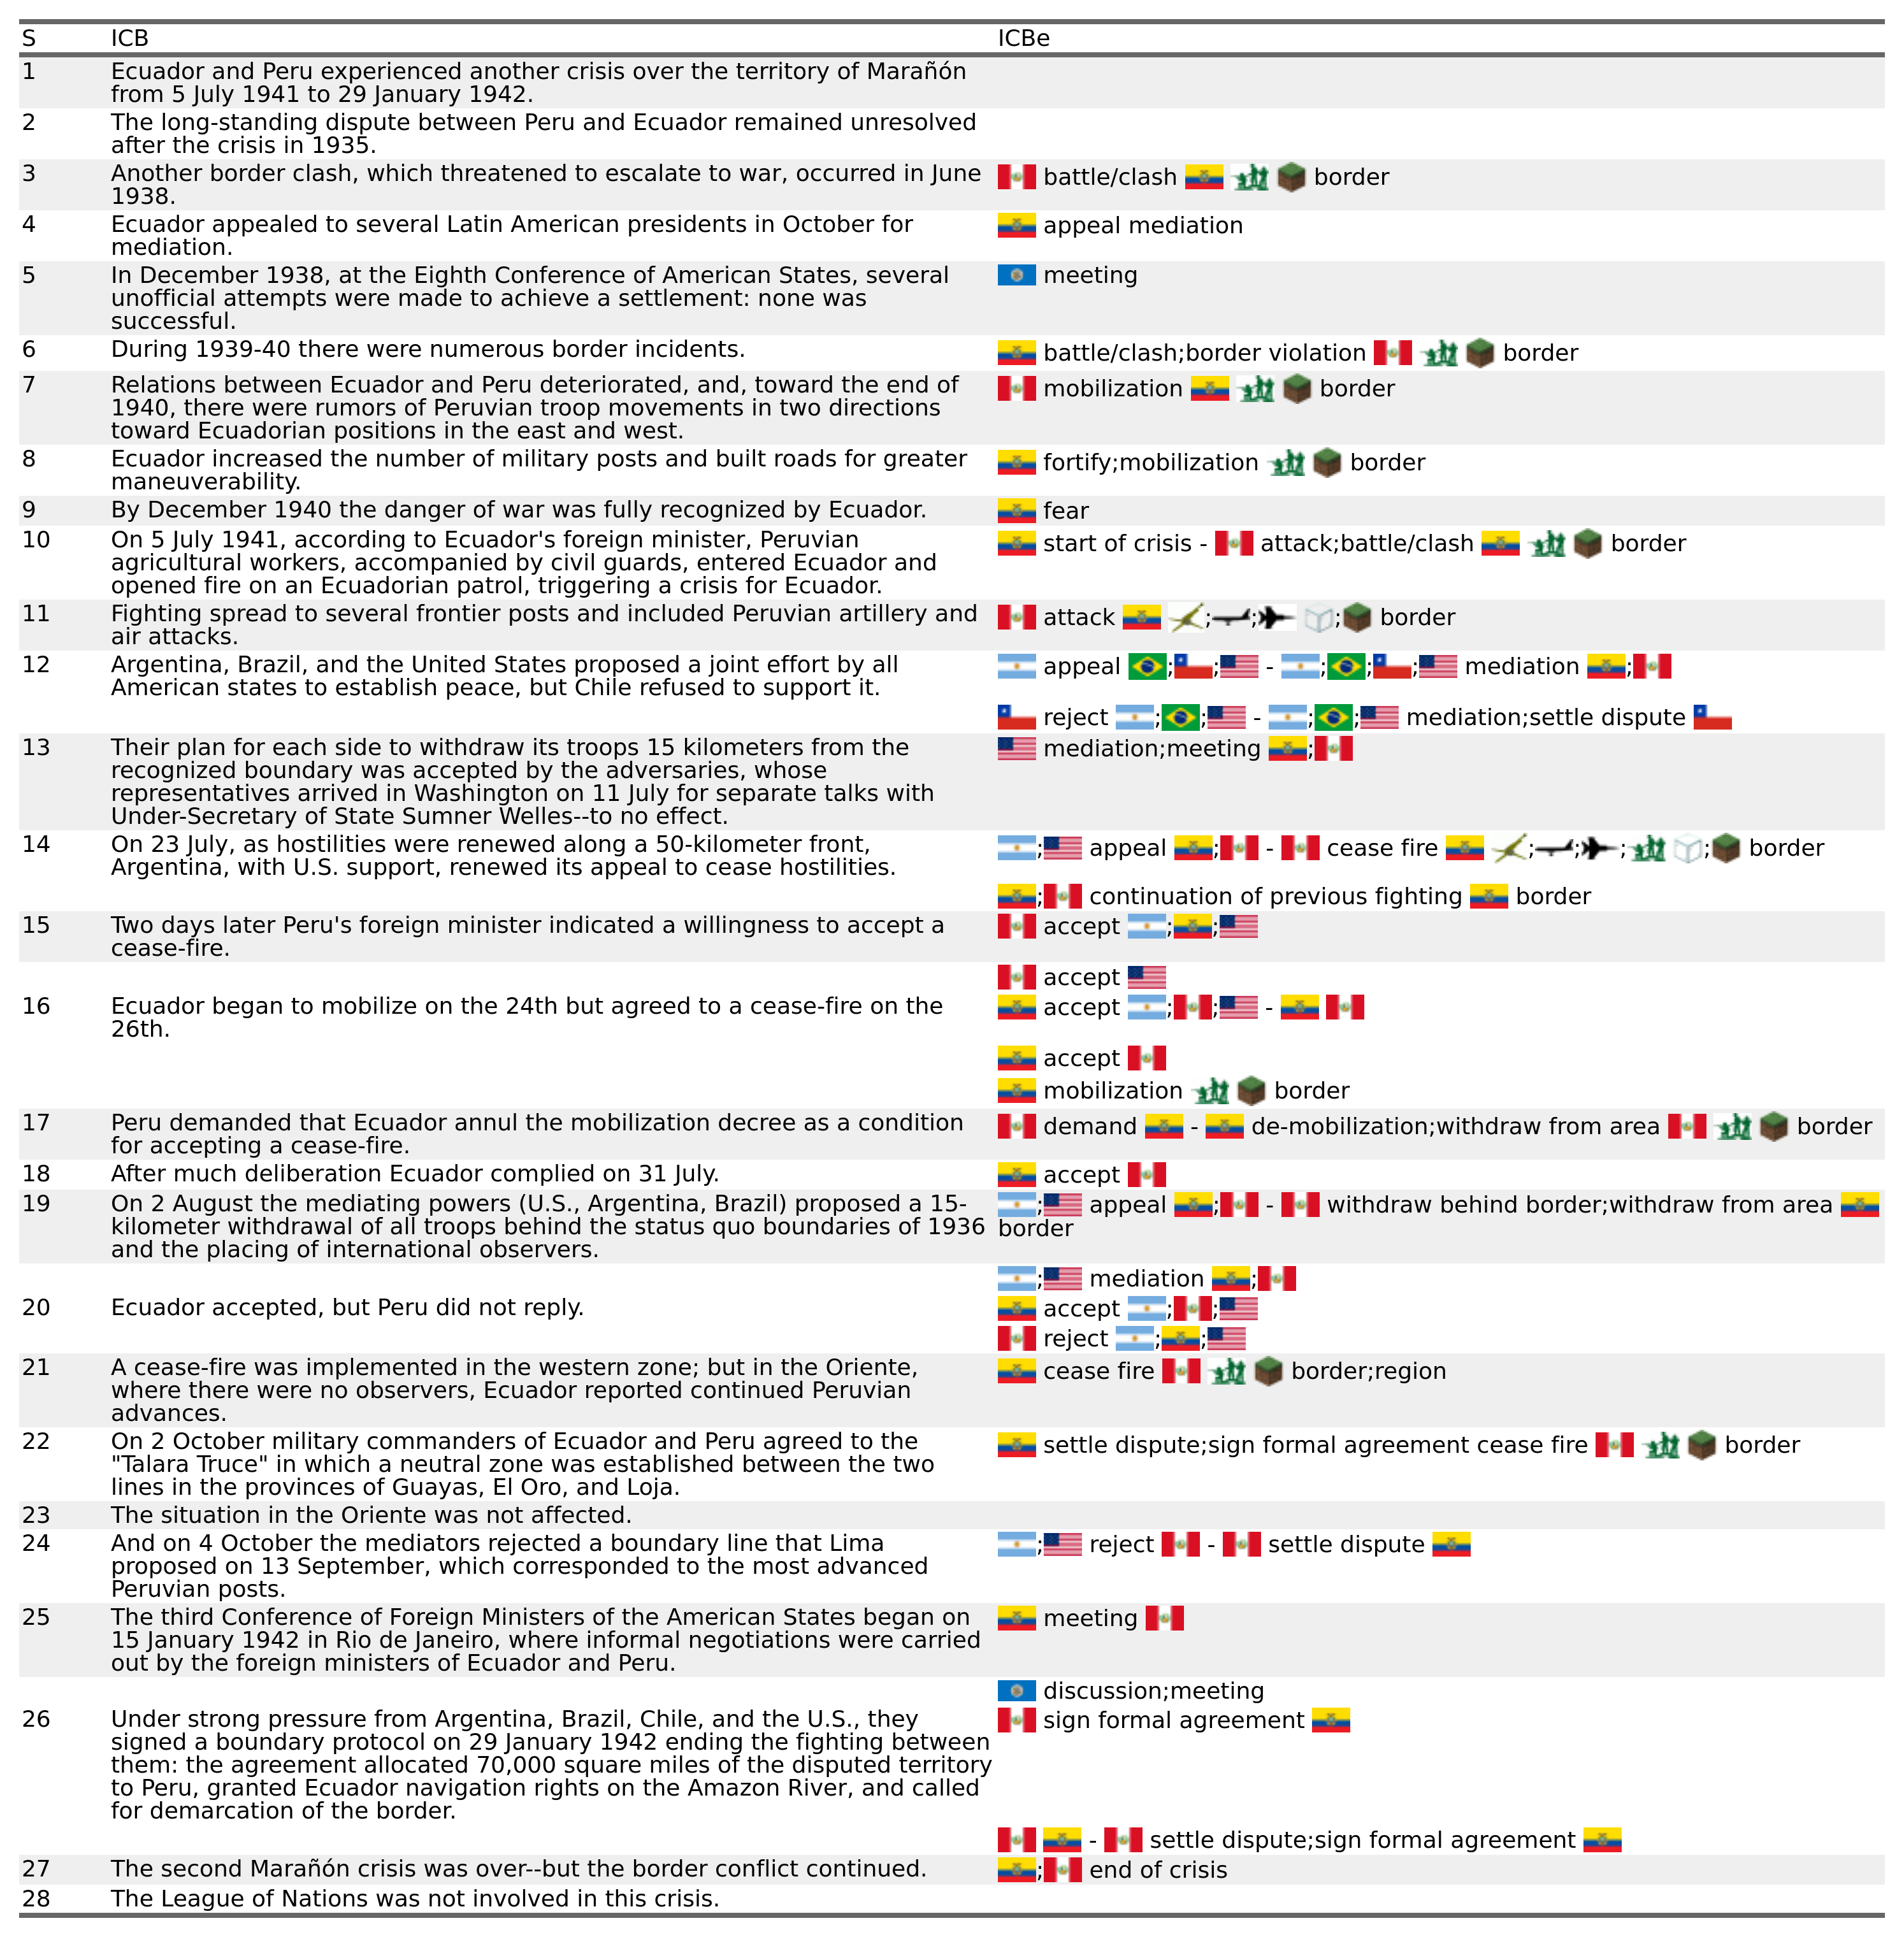 S ICB ICBe
1 Ecuador and Peru experienced another crisis over the territory of Marañón
from 5 July 1941 to 29 January 1942.
2 The long-standing dispute between Peru and Ecuador remained unresolved
after the crisis in 1935.
3 Another border clash, which threatened to escalate to war, occurred in June battle/clash border
1938.
4 Ecuador appealed to several Latin American presidents in October for appeal mediation
mediation.
5 In December 1938, at the Eighth Conference of American States, several meeting
unofficial attempts were made to achieve a settlement: none was
successful.
6 During 1939-40 there were numerous border incidents. battle/clash;border violation border
7 Relations between Ecuador and Peru deteriorated, and, toward the end of mobilization border
1940, there were rumors of Peruvian troop movements in two directions
toward Ecuadorian positions in the east and west.
8 Ecuador increased the number of military posts and built roads for greater fortify;mobilization border
maneuverability.
9 By December 1940 the danger of war was fully recognized by Ecuador. fear
10 On 5 July 1941, according to Ecuador's foreign minister, Peruvian start of crisis - attack;battle/clash border
agricultural workers, accompanied by civil guards, entered Ecuador and
opened fire on an Ecuadorian patrol, triggering a crisis for Ecuador.
11 Fighting spread to several frontier posts and included Peruvian artillery and attack ; ; ; border
air attacks.
12 Argentina, Brazil, and the United States proposed a joint effort by all appeal ; ; - ; ; ; mediation ;
American states to establish peace, but Chile refused to support it.
reject ; ; - ; ; mediation;settle dispute
13 Their plan for each side to withdraw its troops 15 kilometers from the mediation;meeting ;
recognized boundary was accepted by the adversaries, whose
representatives arrived in Washington on 11 July for separate talks with
Under-Secretary of State Sumner Welles--to no effect.
14 On 23 July, as hostilities were renewed along a 50-kilometer front, ; appeal ; - cease fire ; ; ; ; border
Argentina, with U.S. support, renewed its appeal to cease hostilities.
; continuation of previous fighting border
15 Two days later Peru's foreign minister indicated a willingness to accept a accept ; ;
cease-fire.
accept
16 Ecuador began to mobilize on the 24th but agreed to a cease-fire on the accept ; ; -
26th.
accept
mobilization border
17 Peru demanded that Ecuador annul the mobilization decree as a condition demand - de-mobilization;withdraw from area border
for accepting a cease-fire.
18 After much deliberation Ecuador complied on 31 July. accept
19 On 2 August the mediating powers (U.S., Argentina, Brazil) proposed a 15- ; appeal ; - withdraw behind border;withdraw from area
kilometer withdrawal of all troops behind the status quo boundaries of 1936 border
and the placing of international observers.
; mediation ;
20 Ecuador accepted, but Peru did not reply. accept ; ;
reject ; ;
21 A cease-fire was implemented in the western zone; but in the Oriente, cease fire border;region
where there were no observers, Ecuador reported continued Peruvian
advances.
22 On 2 October military commanders of Ecuador and Peru agreed to the settle dispute;sign formal agreement cease fire border
"Talara Truce" in which a neutral zone was established between the two
lines in the provinces of Guayas, El Oro, and Loja.
23 The situation in the Oriente was not affected.
24 And on 4 October the mediators rejected a boundary line that Lima ; reject - settle dispute
proposed on 13 September, which corresponded to the most advanced
Peruvian posts.
25 The third Conference of Foreign Ministers of the American States began on meeting
15 January 1942 in Rio de Janeiro, where informal negotiations were carried
out by the foreign ministers of Ecuador and Peru.
discussion;meeting
26 Under strong pressure from Argentina, Brazil, Chile, and the U.S., they sign formal agreement
signed a boundary protocol on 29 January 1942 ending the fighting between
them: the agreement allocated 70,000 square miles of the disputed territory
to Peru, granted Ecuador navigation rights on the Amazon River, and called
for demarcation of the border.
- settle dispute;sign formal agreement
27 The second Marañón crisis was over--but the border conflict continued. ; end of crisis
28 The League of Nations was not involved in this crisis.